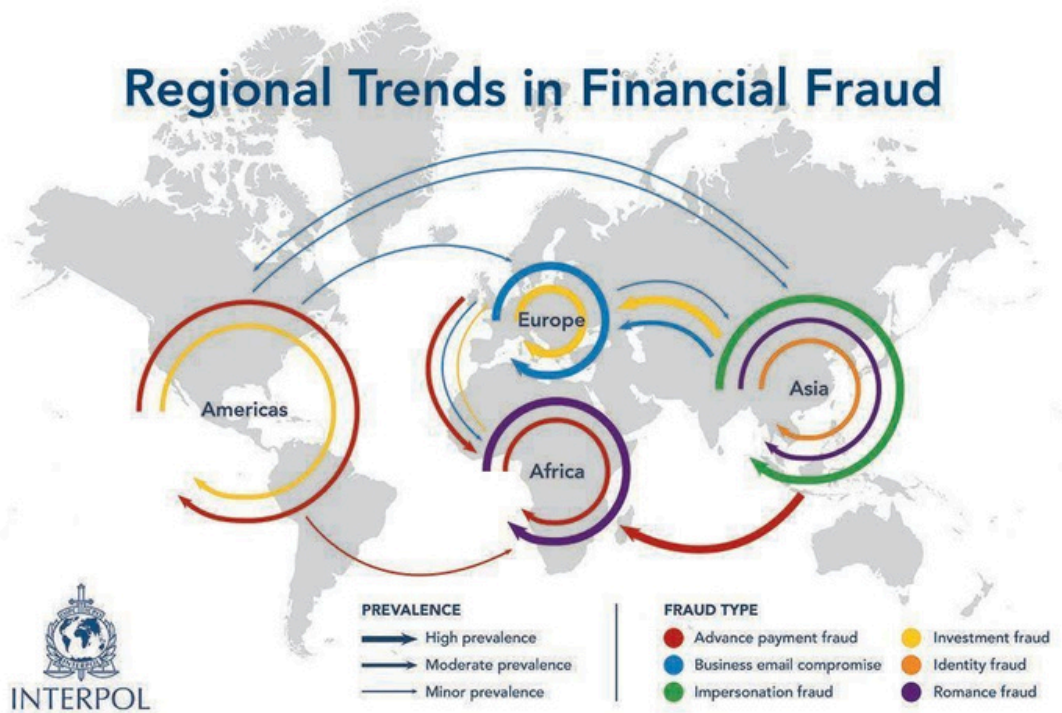 Regional Trends in Financial Fraud
Europe
Americas
Asia
Africa
PREVALENCE
High prevalence
Moderate prevalence
Minor prevalence
FRAUD TYPE
Advance payment fraud
Business email compromise
Impersonation fraud
Investment fraud
Identity fraud
Romance fraud
INTERPOL